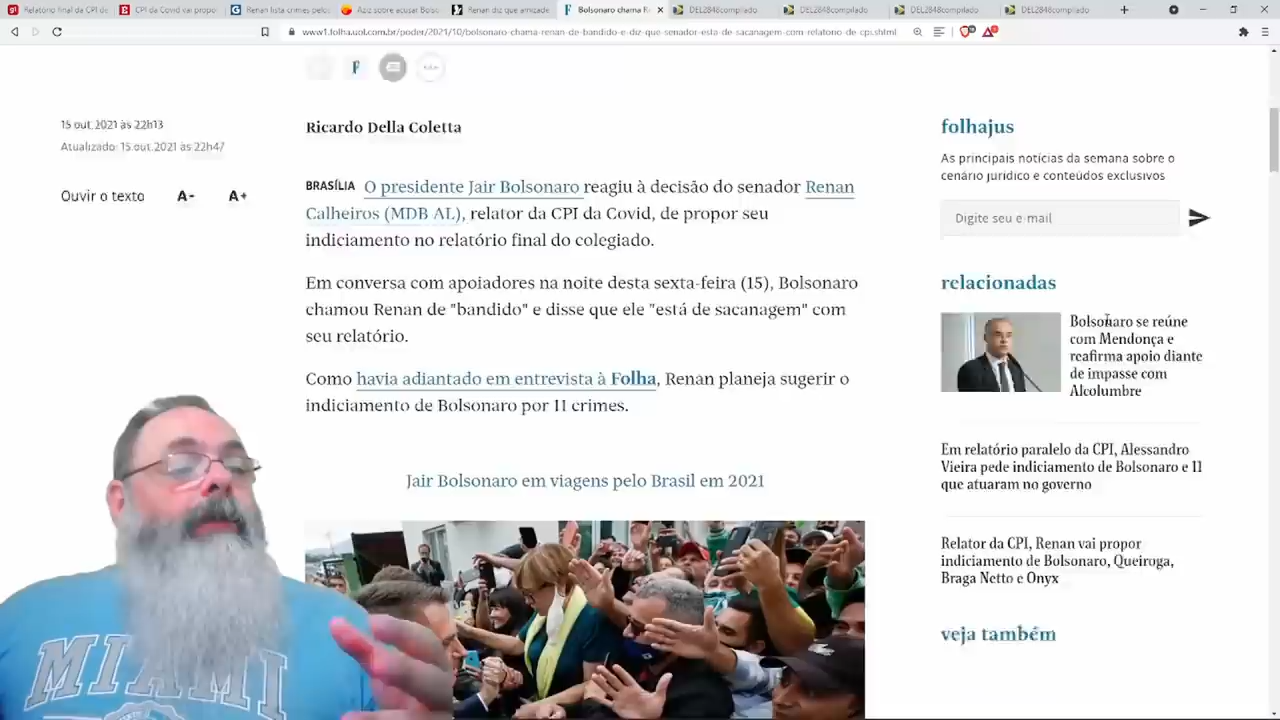 Relatório final da CPI de
CPI da Covid vai propo
Renan lista crimes pelos
Aziz sobre acusar Bolso
Renan diz que amizade
Bolsonaro chama R
DEL2848compilado
DEL2848compilado
DEL2848compilado
DEL2848compilado
www1.folha.uol.com.br/poder/2021/10/bolsonaro-chama-renan-de-bandido-e-diz-que-senador-esta-de-sacanagem-com-relatorio-de-cpi.shtml
15.out.2021 às 22h13
Atualizado: 15.out.2021 às 22h47
Ouvir o texto A- A+
Ricardo Della Coletta
BRASÍLIA O presidente Jair Bolsonaro reagiu à decisão do senador Renan
Calheiros (MDB AL), relator da CPI da Covid, de propor seu
indiciamento no relatório final do colegiado.
Em conversa com apoiadores na noite desta sexta-feira (15), Bolsonaro
chamou Renan de "bandido" e disse que ele "está de sacanagem" com
seu relatório.
Como havia adiantado em entrevista à Folha, Renan planeja sugerir o
indiciamento de Bolsonaro por 11 crimes.
Jair Bolsonaro em viagens pelo Brasil em 2021
folhajus
As principais notícias da semana sobre o
cenário jurídico e conteúdos exclusivos
Digite seu e-mail
relacionadas
Bolsonaro se reúne
com Mendonça e
reafirma apoio diante
de impasse com
Alcolumbre
Em relatório paralelo da CPI, Alessandro
Vieira pede indiciamento de Bolsonaro e 11
que atuaram no governo
Relator da CPI, Renan vai propor
indiciamento de Bolsonaro, Queiroga,
Braga Netto e Onyx
veja também
MIAMI